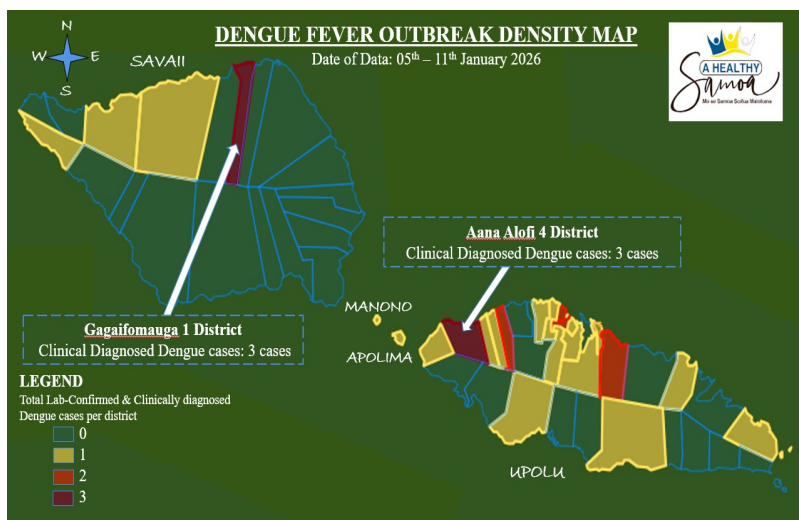 DENGUE FEVER OUTBREAK DENSITY MAP
Date of Data: 05th – 11th January 2026
N
W E
S
SAVAII
A HEALTHY
Samoa
Aana Alofi 4 District
Clinical Diagnosed Dengue cases: 3 cases
MANONO
APOLIMA
Gagaifomauga 1 District
Clinical Diagnosed Dengue cases: 3 cases
LEGEND
Total Lab-Confirmed & Clinically diagnosed
Dengue cases per district
0
1
2
3
UPOLU